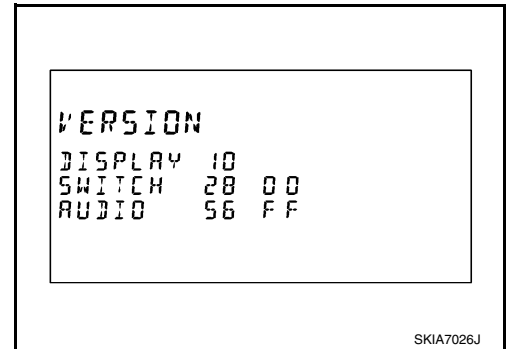 VERSION
DISPLAY 10
SWITCH 28 00
AUDIO 56 FF
SKIA7026J